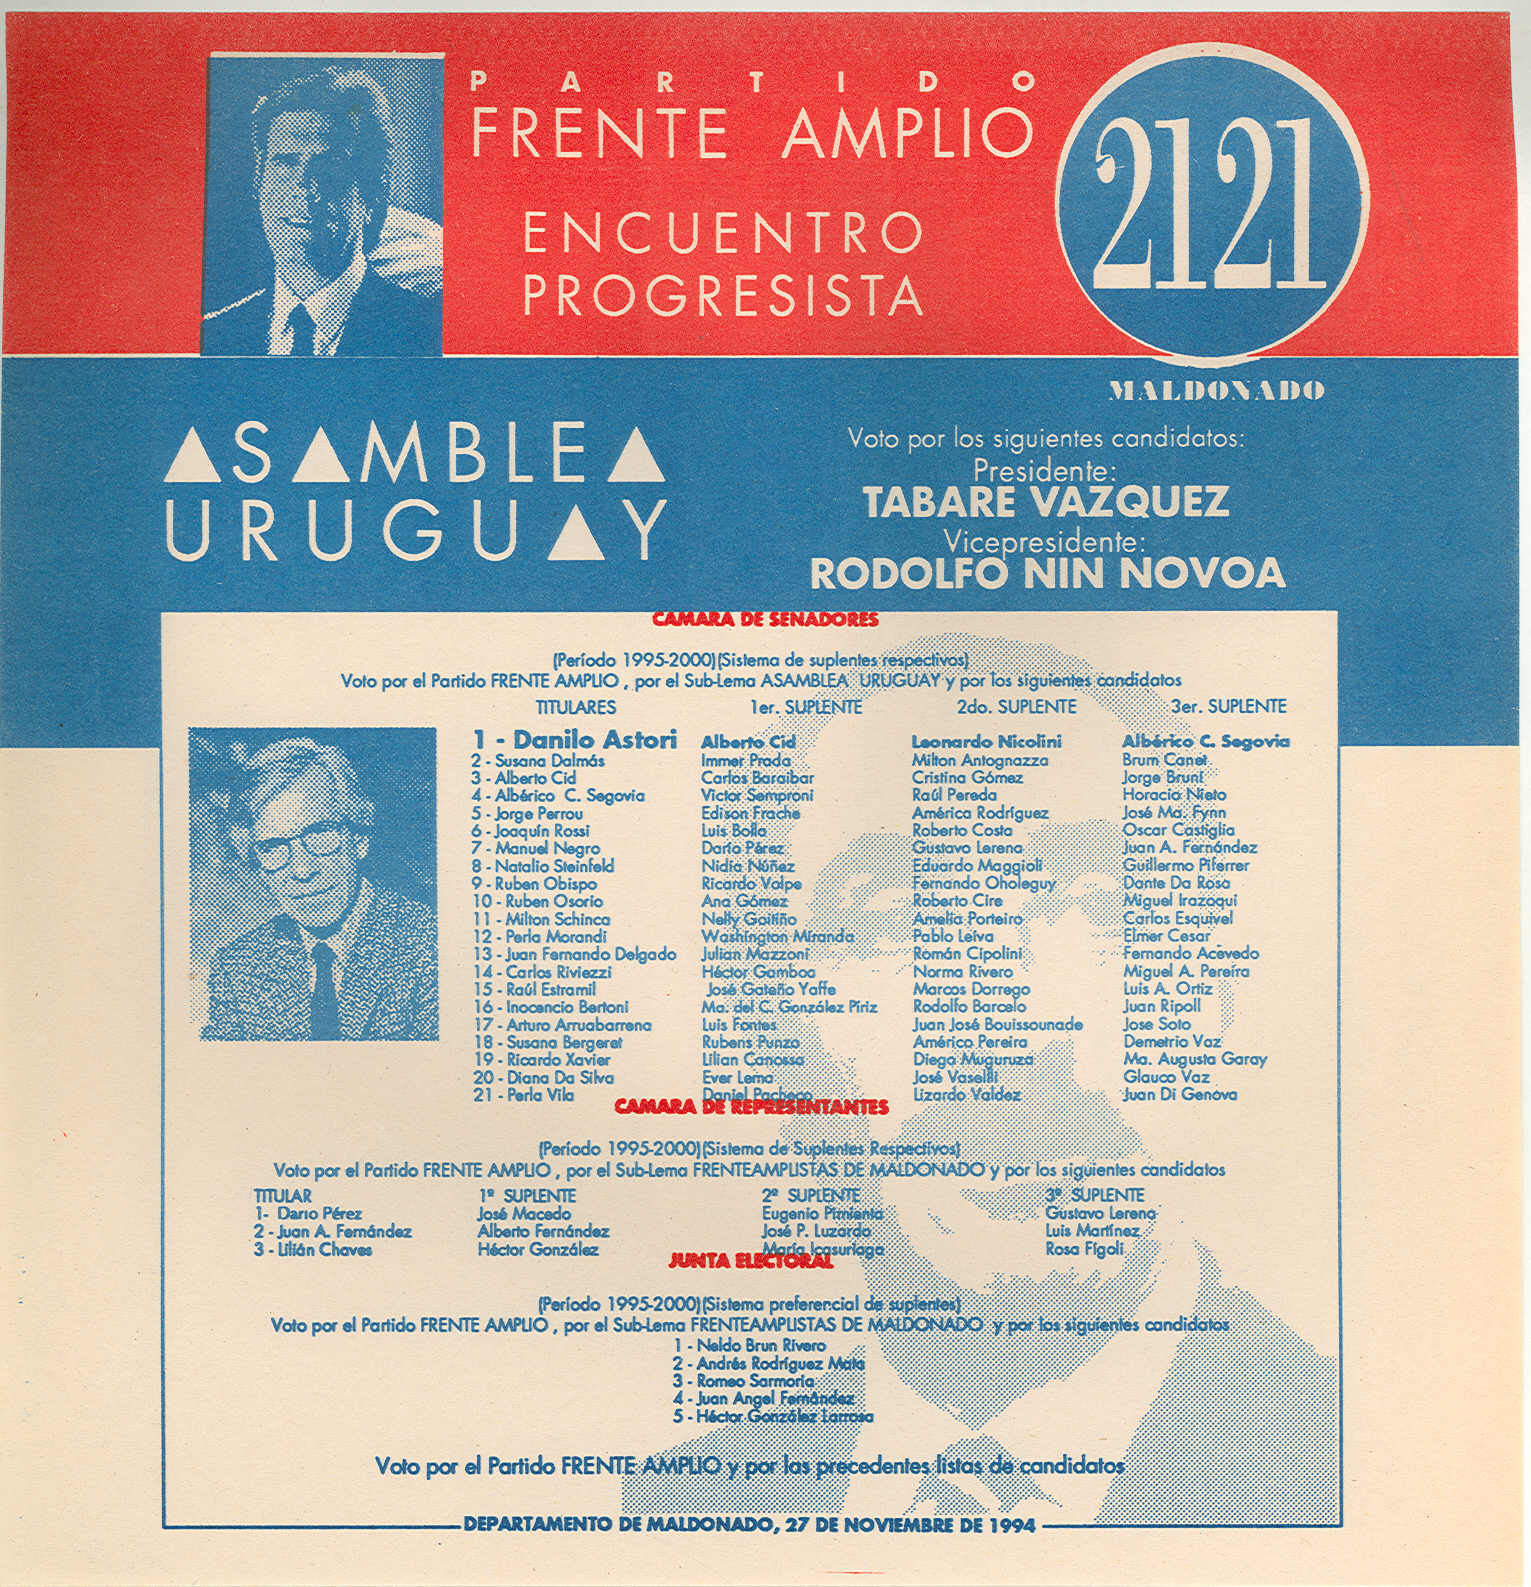 PARTIDO
FRENTE AMPLIO
ENCUENTRO
PROGRESISTA
2121
MALDONADO
ASAMBLEA
URUGUAY
Voto por los siguientes candidatos:
Presidente:
TABARE VAZQUEZ
Vicepresidente:
RODOLFO NIN NOVOA
CAMARA DE SENADORES
(Período 1995-2000)(Sistema de suplentes respectivos)
Voto por el Partido FRENTE AMPLIO , por el Sub-Lema ASAMBLEA URUGUAY y por los siguientes candidatos
TITULARES 1er. SUPLENTE 2do. SUPLENTE 3er. SUPLENTE
1 - Danilo Astori Alberto Cid Leonardo Nicolini Albérico C. Segovia
2 - Susana Dalmás Immer Prada Milton Antognazza Brum Canet
3 - Alberto Cid Carlos Baraibar Cristina Gómez Jorge Bruni
4 - Albérico C. Segovia Victor Semproni Raúl Pereda Horacio Nieto
5 - Jorge Perrou Edison Frache América Rodríguez José Ma. Fynn
6 - Joaquín Rossi Luis Bolla Roberto Costa Oscar Castiglia
7 - Manuel Negro Darío Pérez Gustavo Lerena Juan A. Fernández
8 - Natalio Steinfeld Nidia Núñez Eduardo Maggioli Guillermo Piferrer
9 - Ruben Obispo Ricardo Volpe Fernando Oholeguy Dante Da Rosa
10 - Ruben Osorio Ana Gómez Roberto Cire Miguel Irazoqui
11 - Milton Schinca Nelly Goitiño Amelia Porteiro Carlos Esquivel
12 - Perla Morandi Washington Miranda Pablo Leiva Elmer Cesar
13 - Juan Fernando Delgado Julian Mazzoni Román Cipolini Fernando Acevedo
14 - Carlos Riviezzi Héctor Gamboa Norma Rivero Miguel A. Pereira
15 - Raúl Estramil José Gateño Yaffe Marcos Dorrego Luis A. Ortiz
16 - Inocencio Bertoni Ma. del C. González Píriz Rodolfo Barcelo Juan Ripoll
17 - Arturo Arruabarrena Luis Fontes Juan José Bouissounade Jose Soto
18 - Susana Bergeret Rubens Punzo Américo Pereira Demetrio Vaz
19 - Ricardo Xavier Lilian Canossa Diego Muguruza Ma. Augusta Garay
20 - Diana Da Silva Ever Lema José Vaselli Glauco Vaz
21 - Perla Vila Daniel Pacheco Lizardo Valdez Juan Di Genova
CAMARA DE REPRESENTANTES
(Período 1995-2000)(Sistema de Suplentes Respectivos)
Voto por el Partido FRENTE AMPLIO , por el Sub-Lema FRENTEAMPLISTAS DE MALDONADO y por los siguientes candidatos
TITULAR 1º SUPLENTE 2º SUPLENTE 3º SUPLENTE
1- Dario Pérez José Macedo Eugenio Pimienta Gustavo Lerena
2 - Juan A. Fernández Alberto Fernández José P. Luzardo Luis Martínez
3 - Lilián Chaves Héctor González María Icasuriaga Rosa Fígoli
JUNTA ELECTORAL
(Período 1995-2000)(Sistema preferencial de suplentes)
Voto por el Partido FRENTE AMPLIO , por el Sub-Lema FRENTEAMPLISTAS DE MALDONADO y por los siguientes candidatos
1 - Neldo Brun Rivero
2 - Andrés Rodríguez Mata
3 - Romeo Sarmoria
4 - Juan Angel Fernández
5 - Héctor González Larrosa
Voto por el Partido FRENTE AMPLIO y por las precedentes listas de candidatos
DEPARTAMENTO DE MALDONADO, 27 DE NOVIEMBRE DE 1994